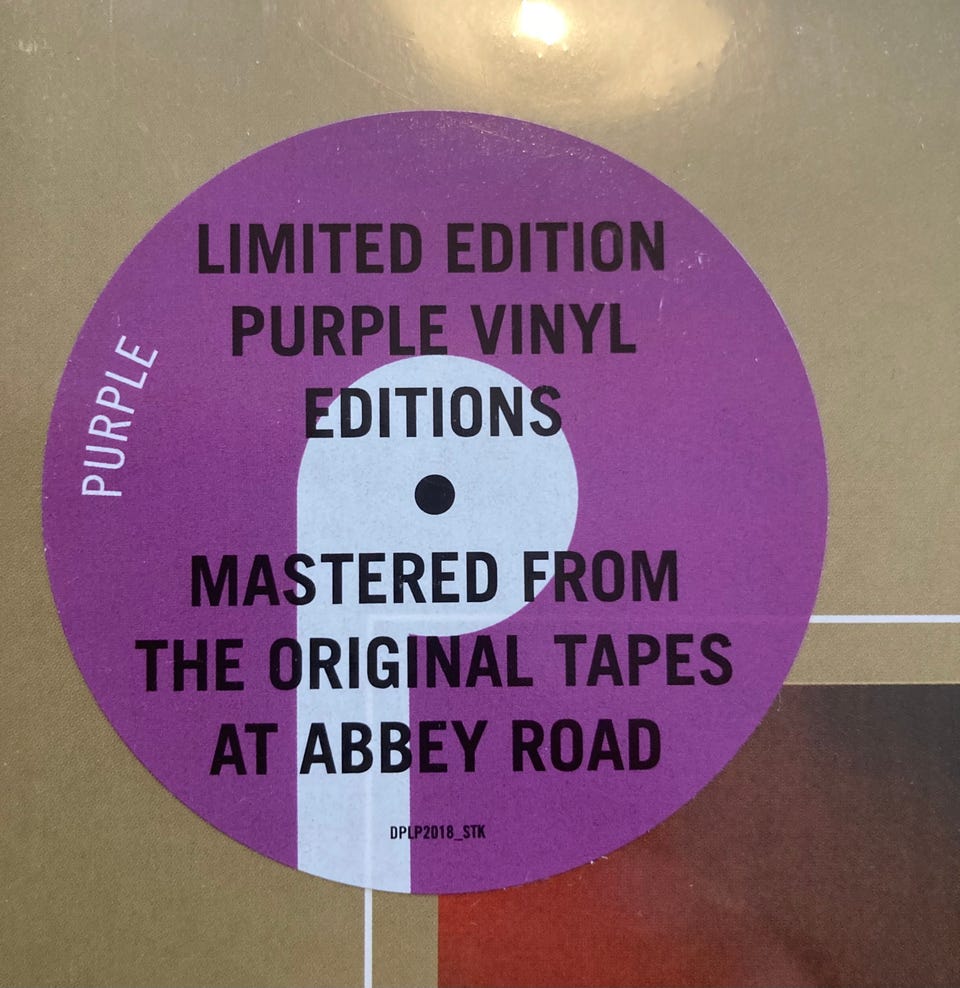 LIMITED EDITION
PURPLE VINYL
EDITIONS
PURPLE
MASTERED FROM
THE ORIGINAL TAPES
AT ABBEY ROAD
DPLP2018_STK